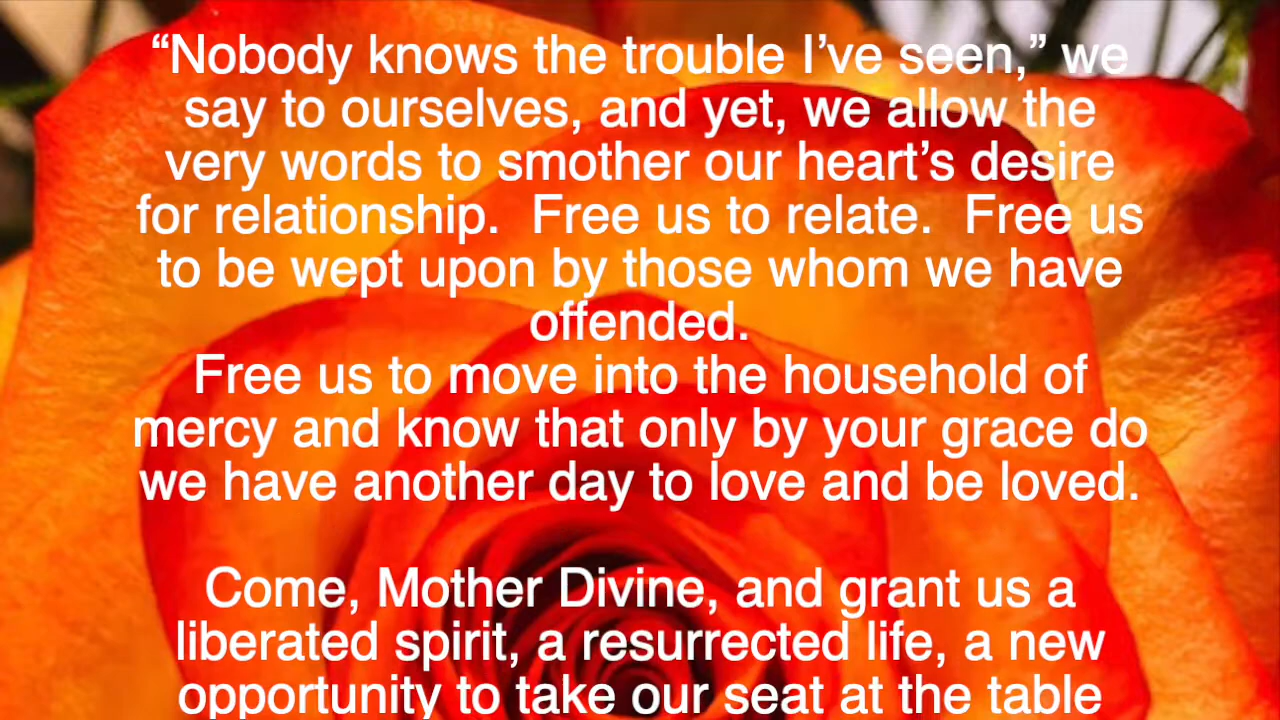 “Nobody knows the trouble I’ve seen,” we
say to ourselves, and yet, we allow the
very words to smother our heart’s desire
for relationship.  Free us to relate.  Free us
to be wept upon by those whom we have
offended.
Free us to move into the household of
mercy and know that only by your grace do
we have another day to love and be loved.

Come, Mother Divine, and grant us a
liberated spirit, a resurrected life, a new
opportunity to take our seat at the table